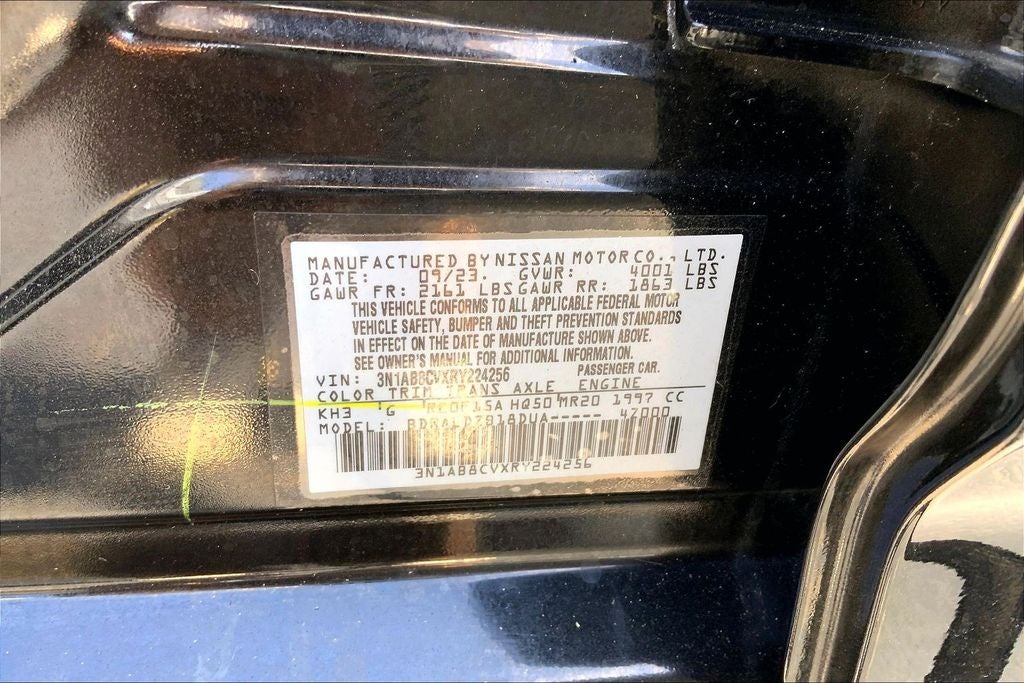 MANUFACTURED BY NISSAN MOTOR CO., LTD.
DATE: 09/23. GVWR: 4001 LBS
GAWR FR: 2161 LBS GAWR RR: 1863 LBS
THIS VEHICLE CONFORMS TO ALL APPLICABLE FEDERAL MOTOR
VEHICLE SAFETY, BUMPER AND THEFT PREVENTION STANDARDS
IN EFFECT ON THE DATE OF MANUFACTURE SHOWN ABOVE.
SEE OWNER'S MANUAL FOR ADDITIONAL INFORMATION.
VIN: 3N1AB8CVXRY224256 PASSENGER CAR.
COLOR TRIM TRANS AXLE ENGINE
KH3 G HQ50 MR20 1997 CC
MODEL: 47000
3N1AB8CVXRY224256